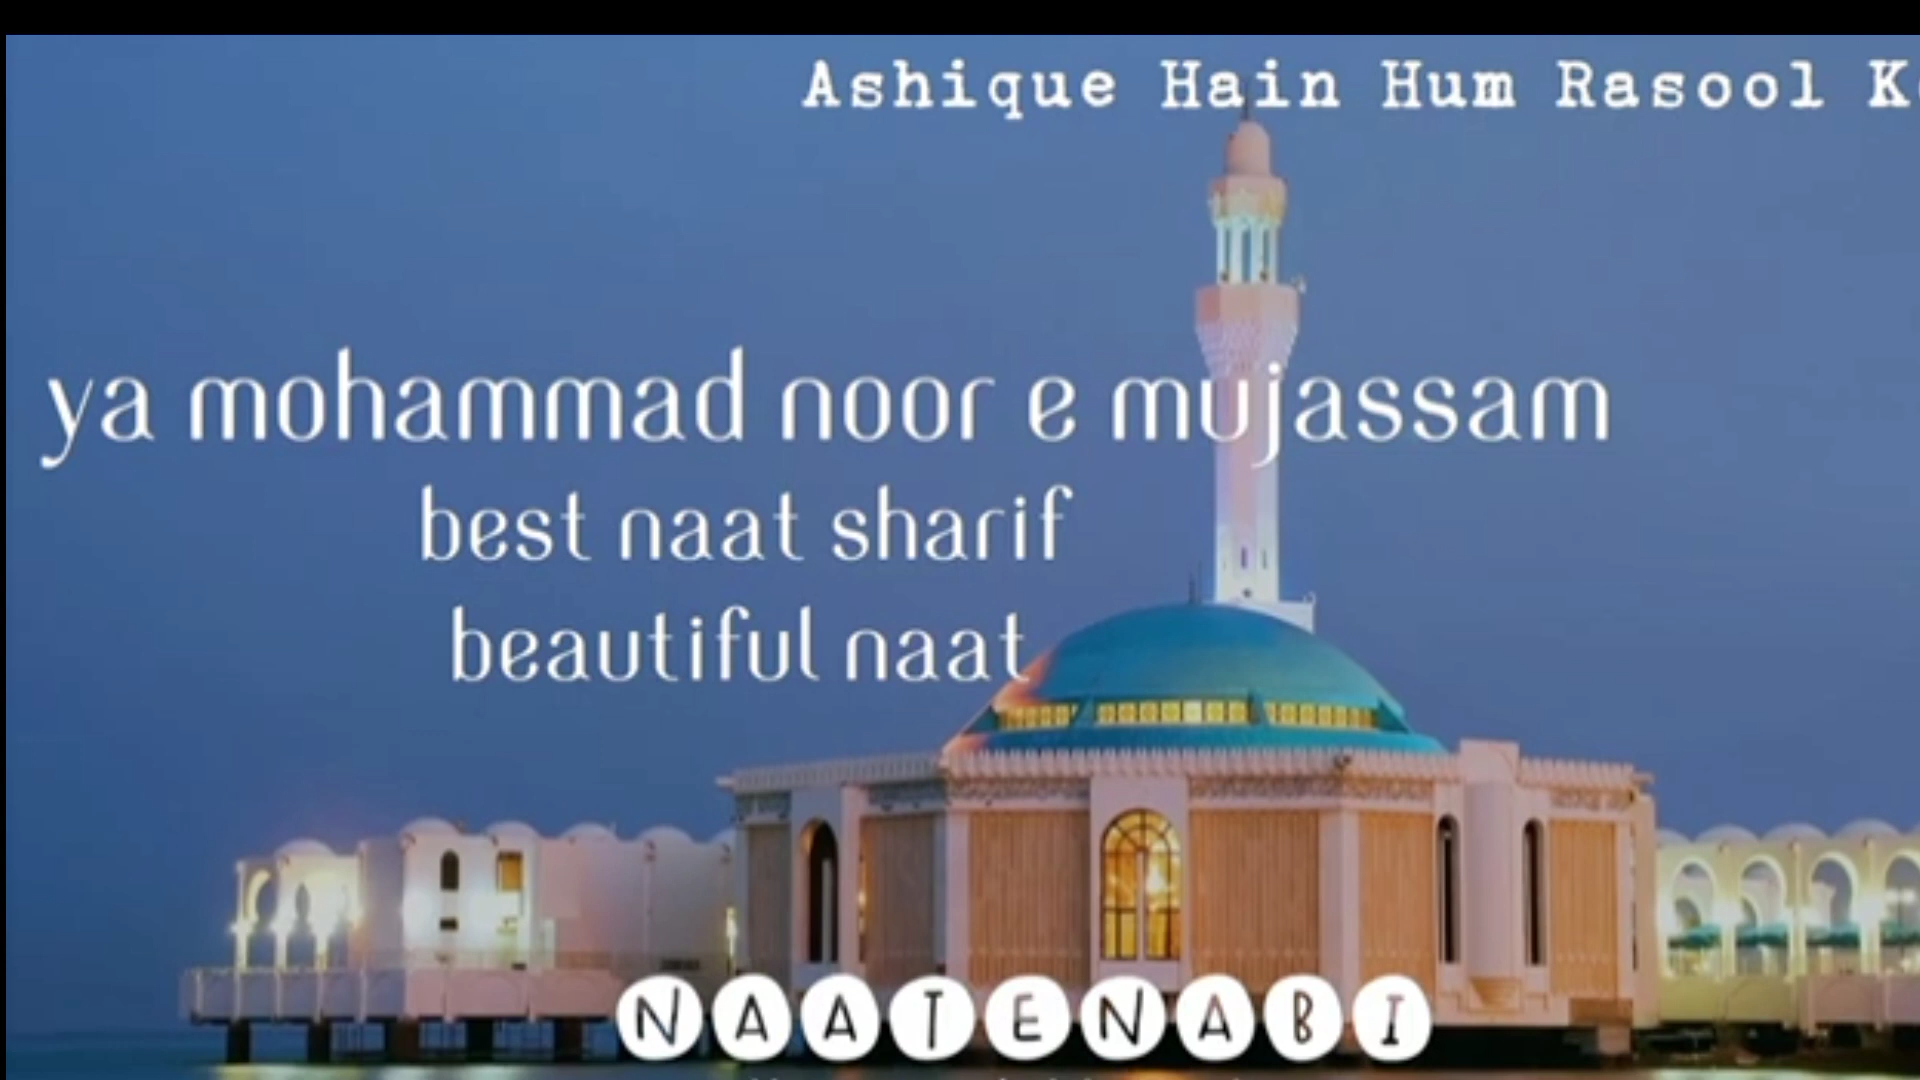 Ashique Hain Hum Rasool
ya mohammad noor e mujassam
best naat sharif
beautiful naat
NAATENABI